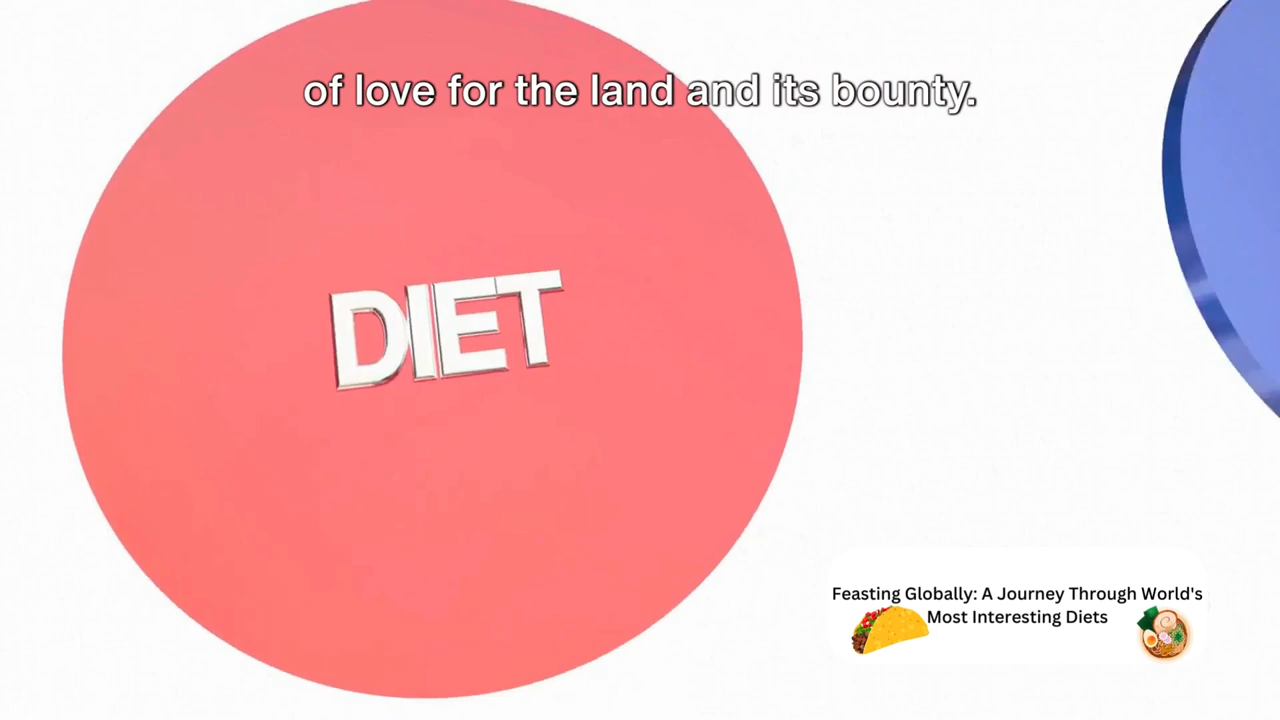 of love for the land and its bounty.
DIET
Feasting Globally: A Journey Through World's
Most Interesting Diets